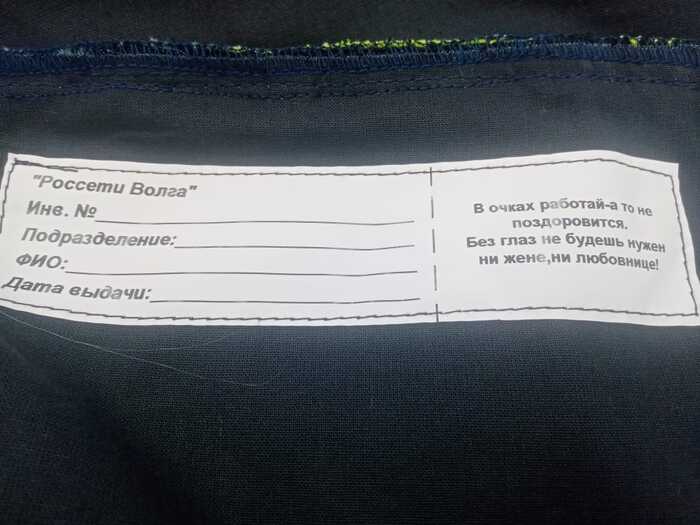 "Россети Волга"
Инв. №
Подразделение:
ФИО:
Дата выдачи:
В очках работай-а то не
поздоровится.
Без глаз не будешь нужен
ни жене,ни любовнице!